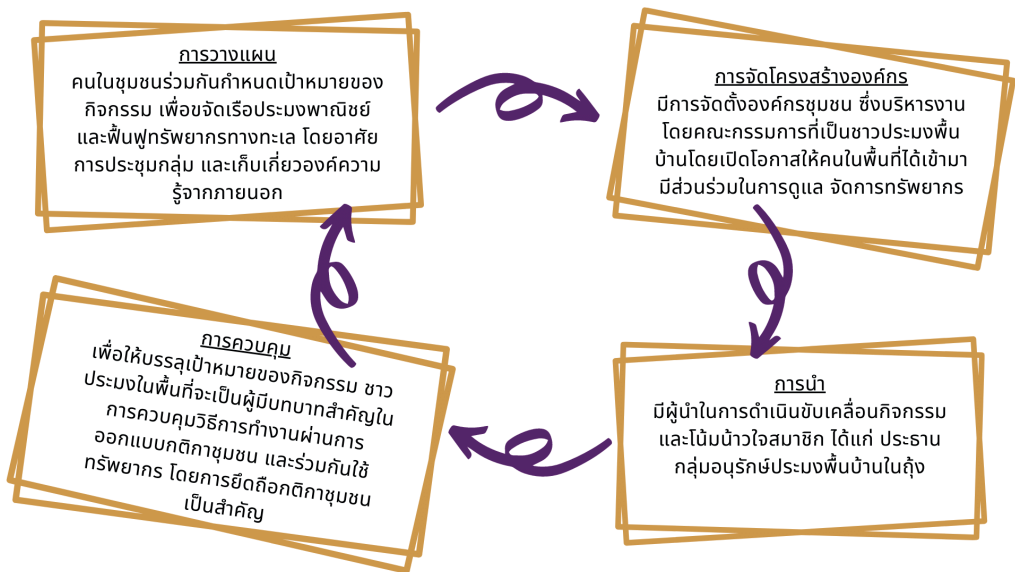 การวางแผน
คนในชุมชนร่วมกันกำหนดเป้าหมายของ
กิจกรรม เพื่อขจัดเรือประมงพาณิชย์
และฟื้นฟูทรัพยากรทางทะเล โดยอาศัย
การประชุมกลุ่ม และเก็บเกี่ยวองค์ความ
รู้จากภายนอก
การจัดโครงสร้างองค์กร
มีการจัดตั้งองค์กรชุมชน ซึ่งบริหารงาน
โดยคณะกรรมการที่เป็นชาวประมงพื้น
บ้านโดยเปิดโอกาสให้คนในพื้นที่ได้เข้ามา
มีส่วนร่วมในการดูแล จัดการทรัพยากร
การนำ
มีผู้นำในการดำเนินขับเคลื่อนกิจกรรม
และโน้มน้าวใจสมาชิก ได้แก่ ประธาน
กลุ่มอนุรักษ์ประมงพื้นบ้านในถุ้ง
การควบคุม
เพื่อให้บรรลุเป้าหมายของกิจกรรม ชาว
ประมงในพื้นที่จะเป็นผู้มีบทบาทสำคัญใน
การควบคุมวิธีการทำงานผ่านการ
ออกแบบกติกาชุมชน และร่วมกันใช้
ทรัพยากร โดยการยึดถือกติกาชุมชน
เป็นสำคัญ